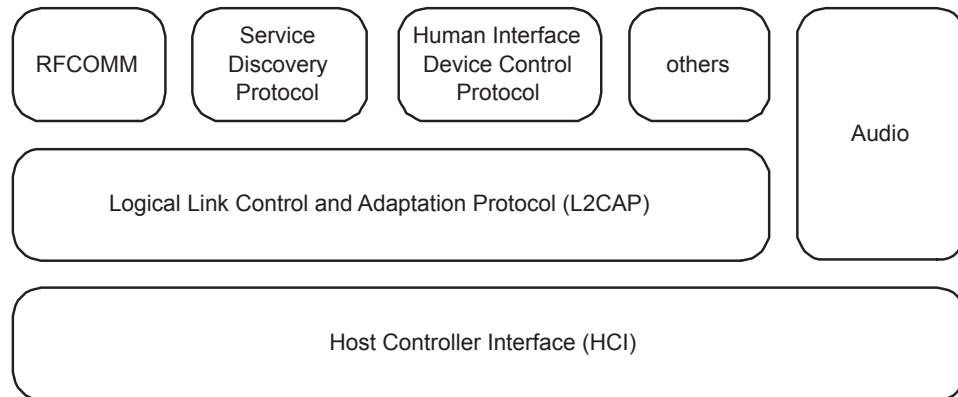 RFCOMM
Service
Discovery
Protocol
Human Interface
Device Control
Protocol
others
Audio
Logical Link Control and Adaptation Protocol (L2CAP)
Host Controller Interface (HCI)